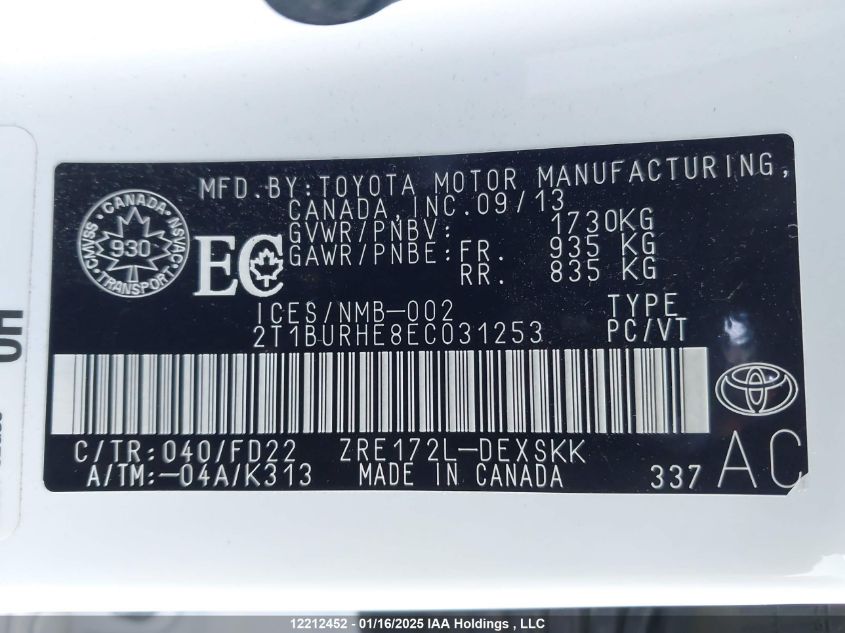 MFD.BY:TOYOTA MOTOR MANUFACTURING,
CANADA,INC.09/13
GVWR/PNBV: 1730KG
GAWR/PNBE:FR. 935 KG
RR. 835 KG
CANADA
930
TRANSPORT
CMVSS
NSVAC
EC
ICES/NMB-002
TYPE
2T1BURHE8EC031253
PC/VT
C/TR:040/FD22 ZRE172L-DEXSKK
A/TM:-04A/K313 MADE IN CANADA
337 AC
12212452 - 01/16/2025 IAA Holdings , LLC